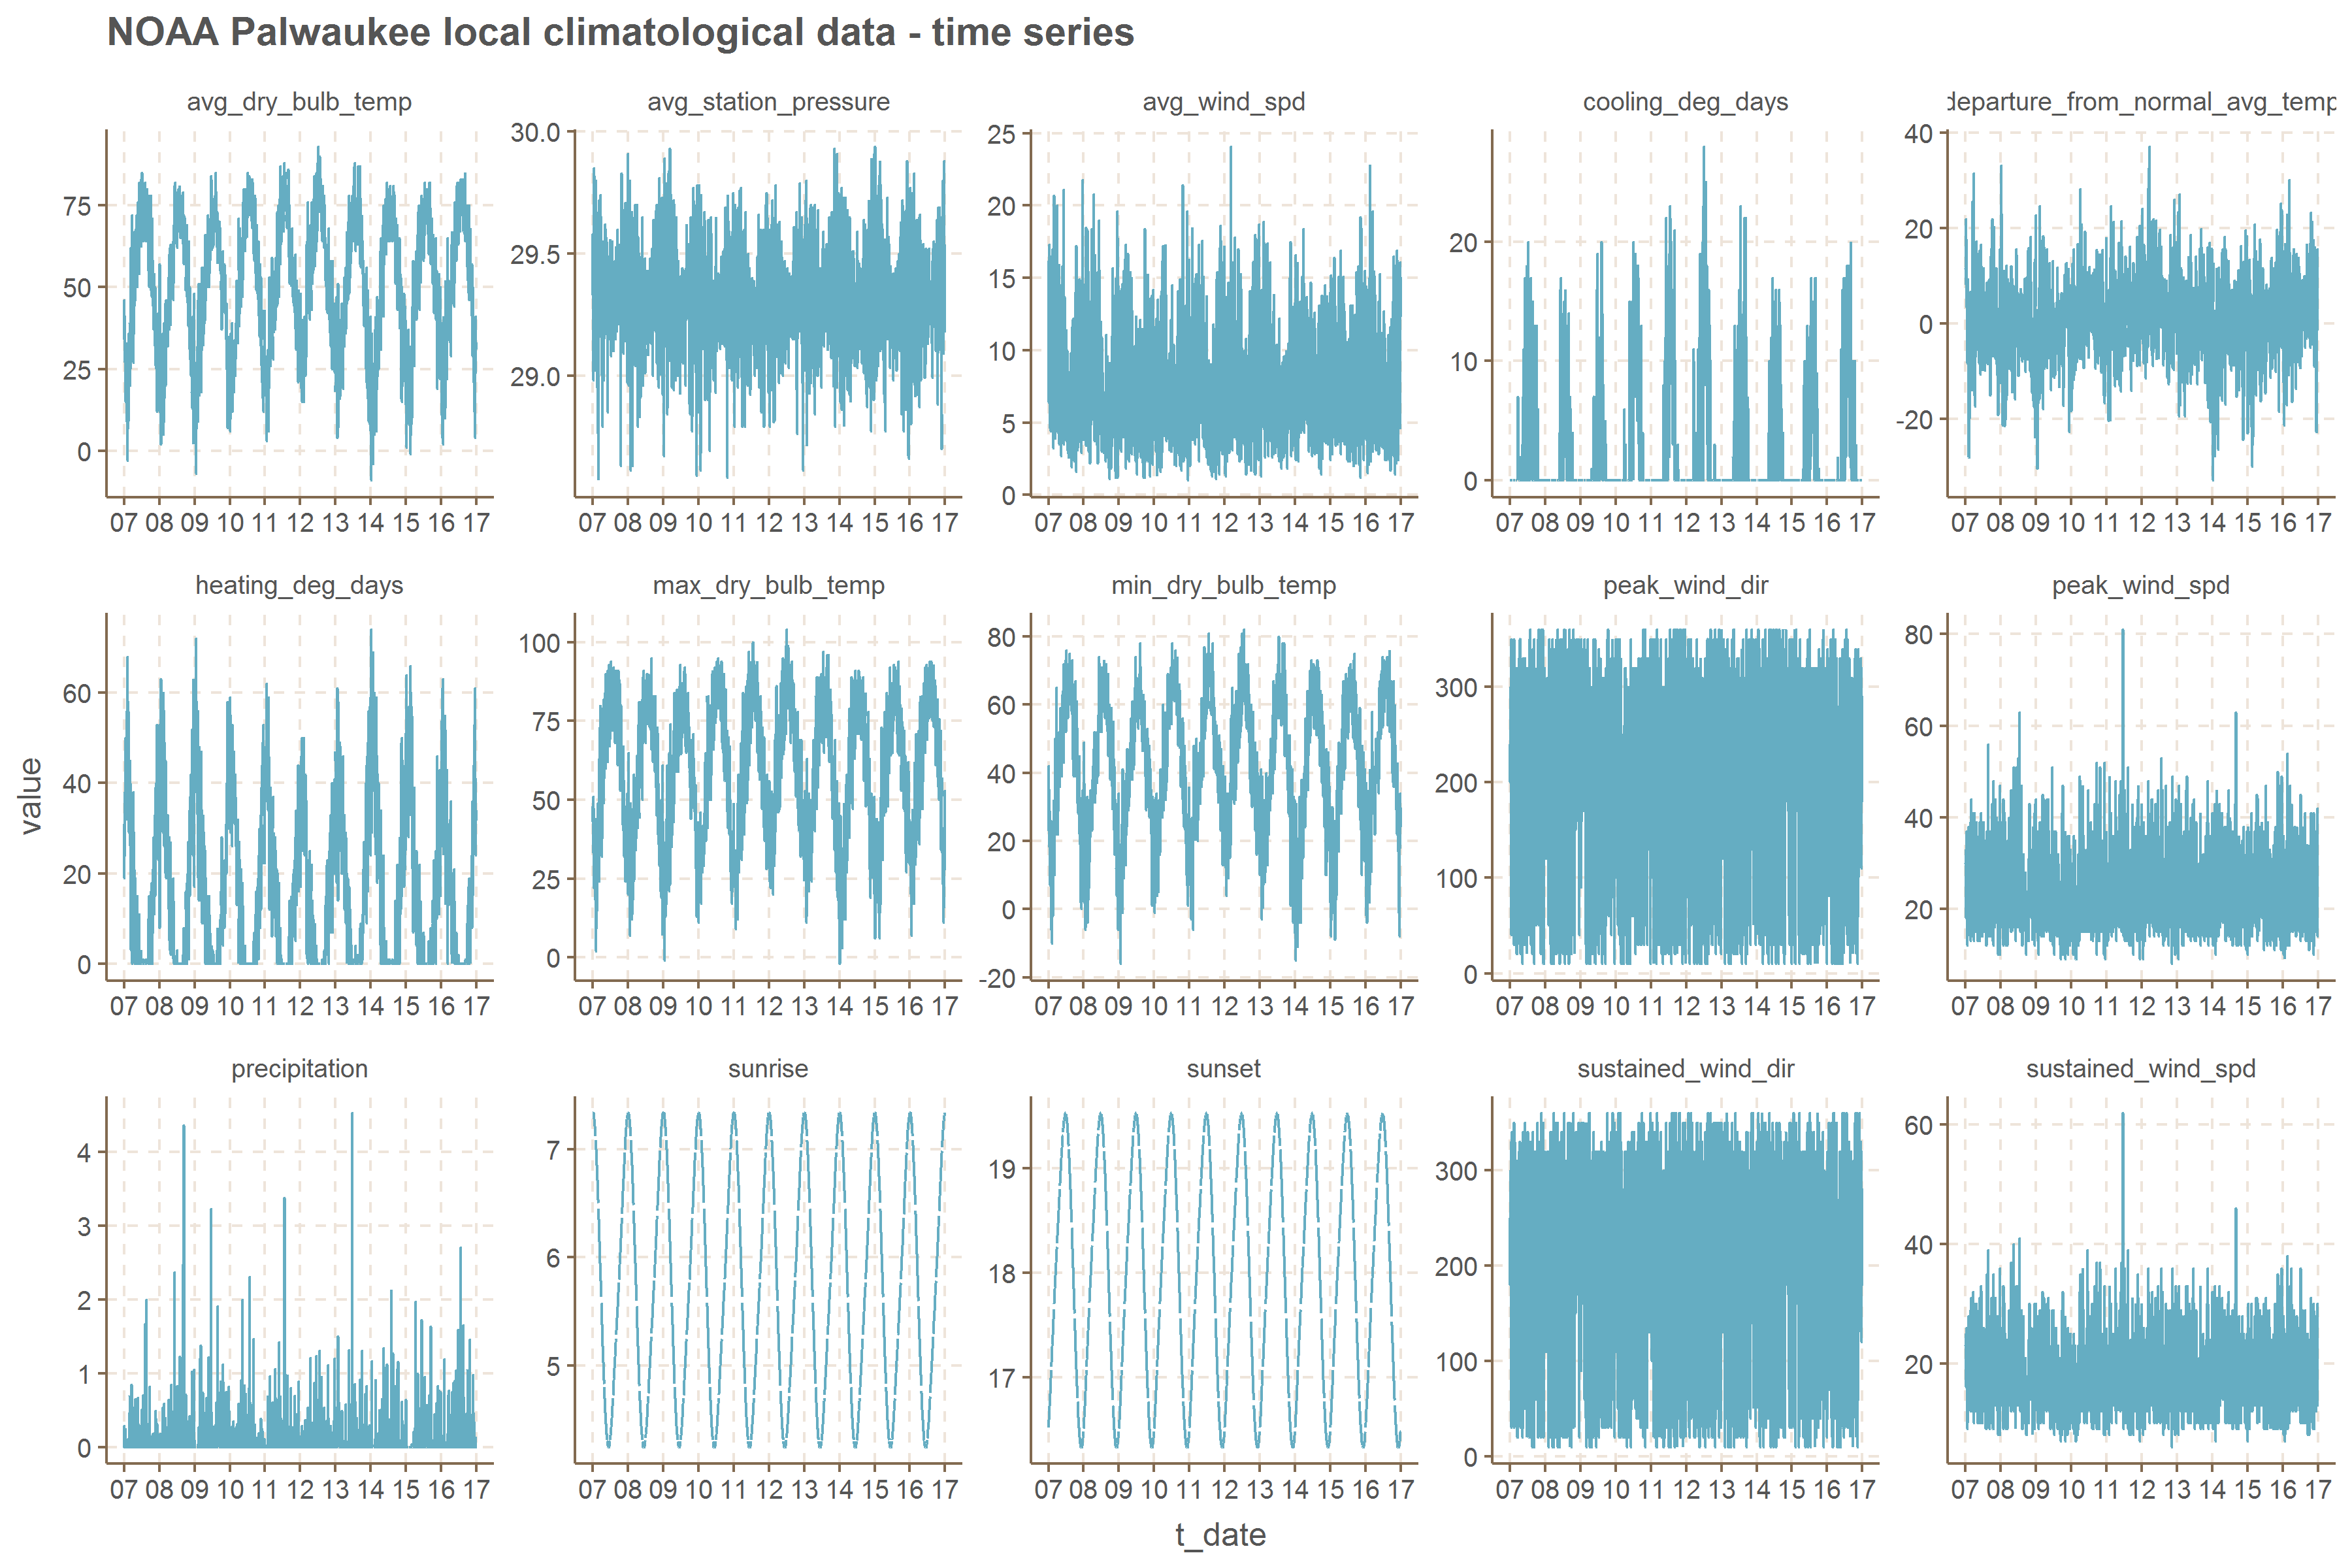 NOAA Palwaukee local climatological data - time series
avg_dry_bulb_temp
avg_station_pressure
avg_wind_spd
cooling_deg_days
departure_from_normal_avg_temp
75
50
25
0
07 08 09 10 11 12 13 14 15 16 17
30.0
29.5
29.0
07 08 09 10 11 12 13 14 15 16 17
25
20
15
10
5
0
07 08 09 10 11 12 13 14 15 16 17
20
10
0
07 08 09 10 11 12 13 14 15 16 17
40
20
0
-20
07 08 09 10 11 12 13 14 15 16 17
value
heating_deg_days
max_dry_bulb_temp
min_dry_bulb_temp
peak_wind_dir
peak_wind_spd
60
40
20
0
07 08 09 10 11 12 13 14 15 16 17
100
75
50
25
0
07 08 09 10 11 12 13 14 15 16 17
80
60
40
20
0
-20
07 08 09 10 11 12 13 14 15 16 17
300
200
100
0
07 08 09 10 11 12 13 14 15 16 17
80
60
40
20
07 08 09 10 11 12 13 14 15 16 17
precipitation
sunrise
sunset
sustained_wind_dir
sustained_wind_spd
4
3
2
1
0
07 08 09 10 11 12 13 14 15 16 17
7
6
5
07 08 09 10 11 12 13 14 15 16 17
19
18
17
07 08 09 10 11 12 13 14 15 16 17
300
200
100
0
07 08 09 10 11 12 13 14 15 16 17
60
40
20
07 08 09 10 11 12 13 14 15 16 17
t_date